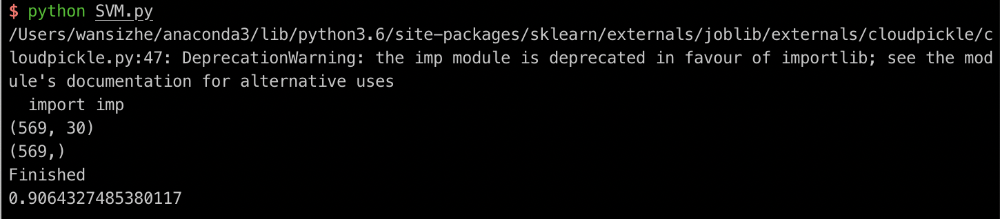 $ python SVM.py
/Users/wansizhe/anaconda3/lib/python3.6/site-packages/sklearn/externals/joblib/externals/cloudpickle/c
loudpickle.py:47: DeprecationWarning: the imp module is deprecated in favour of importlib; see the mod
ule's documentation for alternative uses
  import imp
(569, 30)
(569,)
Finished
0.9064327485380117